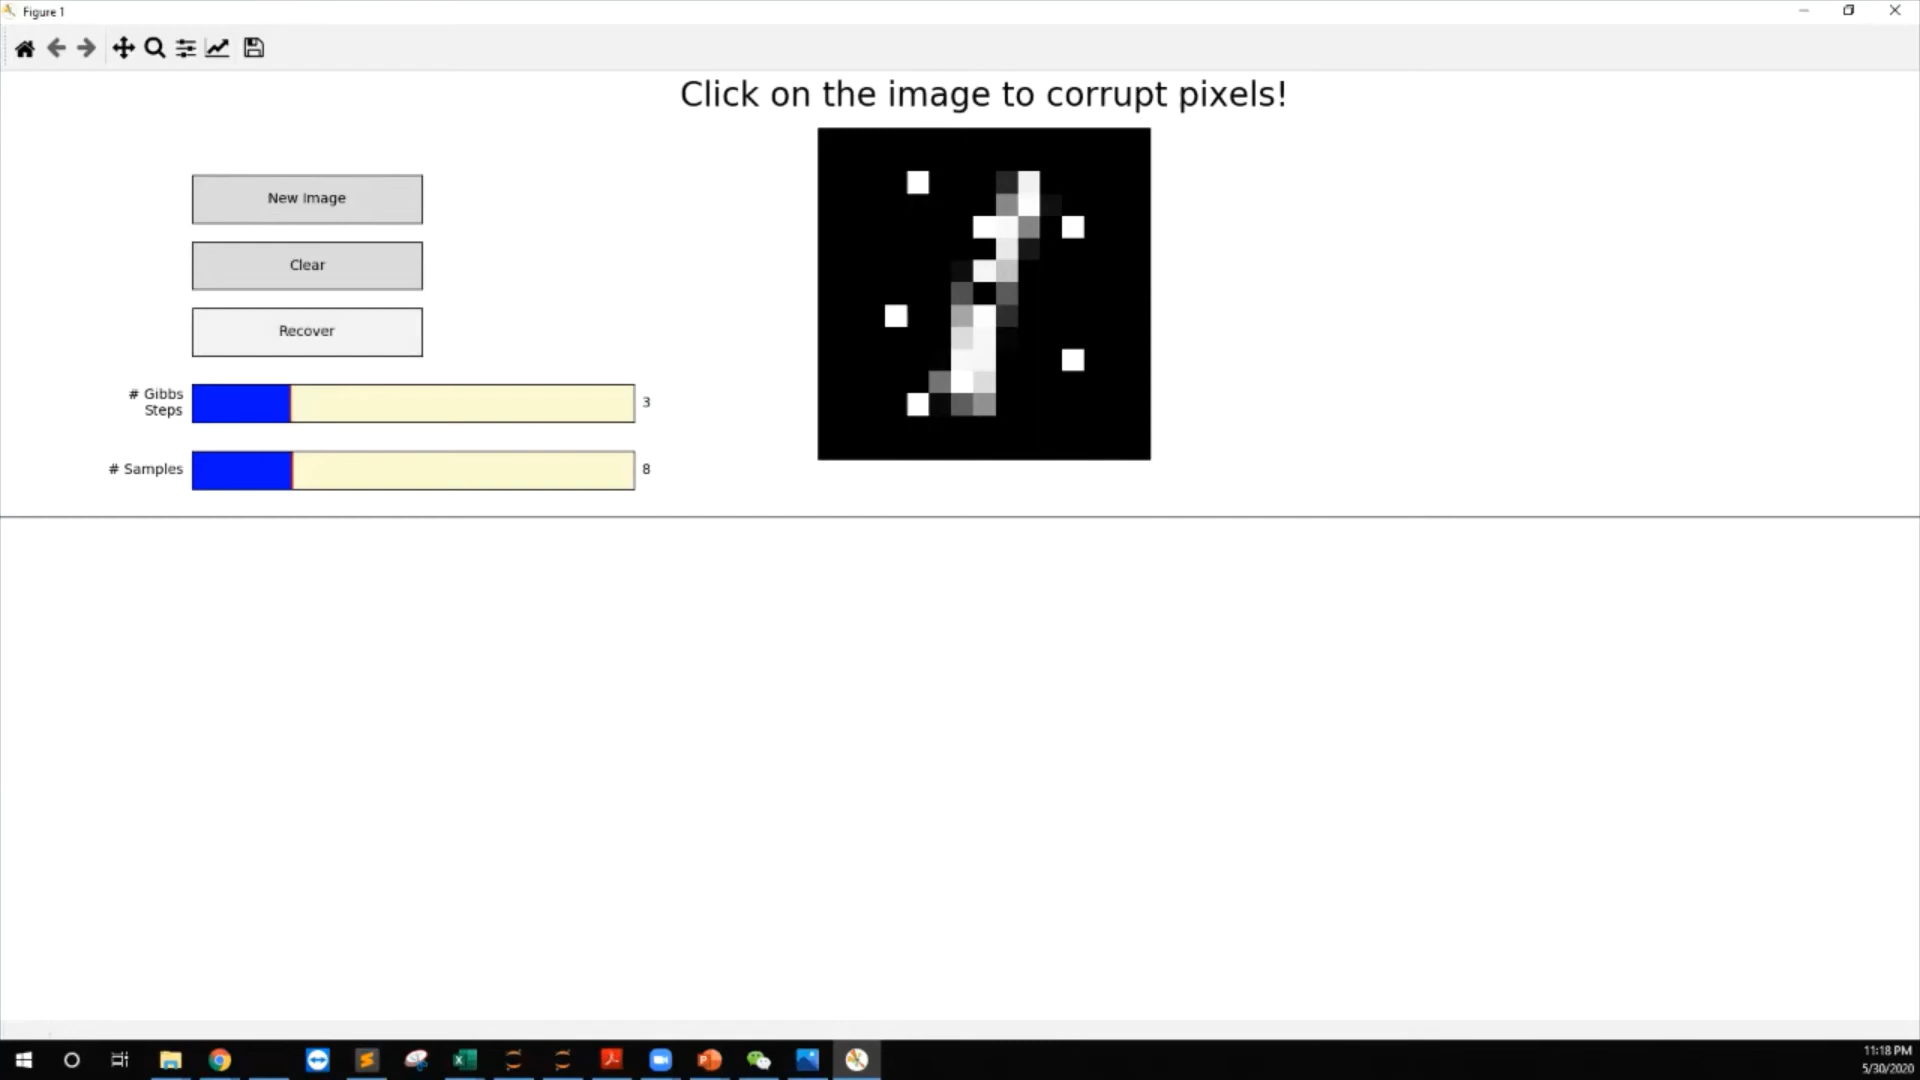 Figure 1
Click on the image to corrupt pixels!
New Image
Clear
Recover
# Gibbs
Steps
3
# Samples
8
11:18 PM
5/30/2020